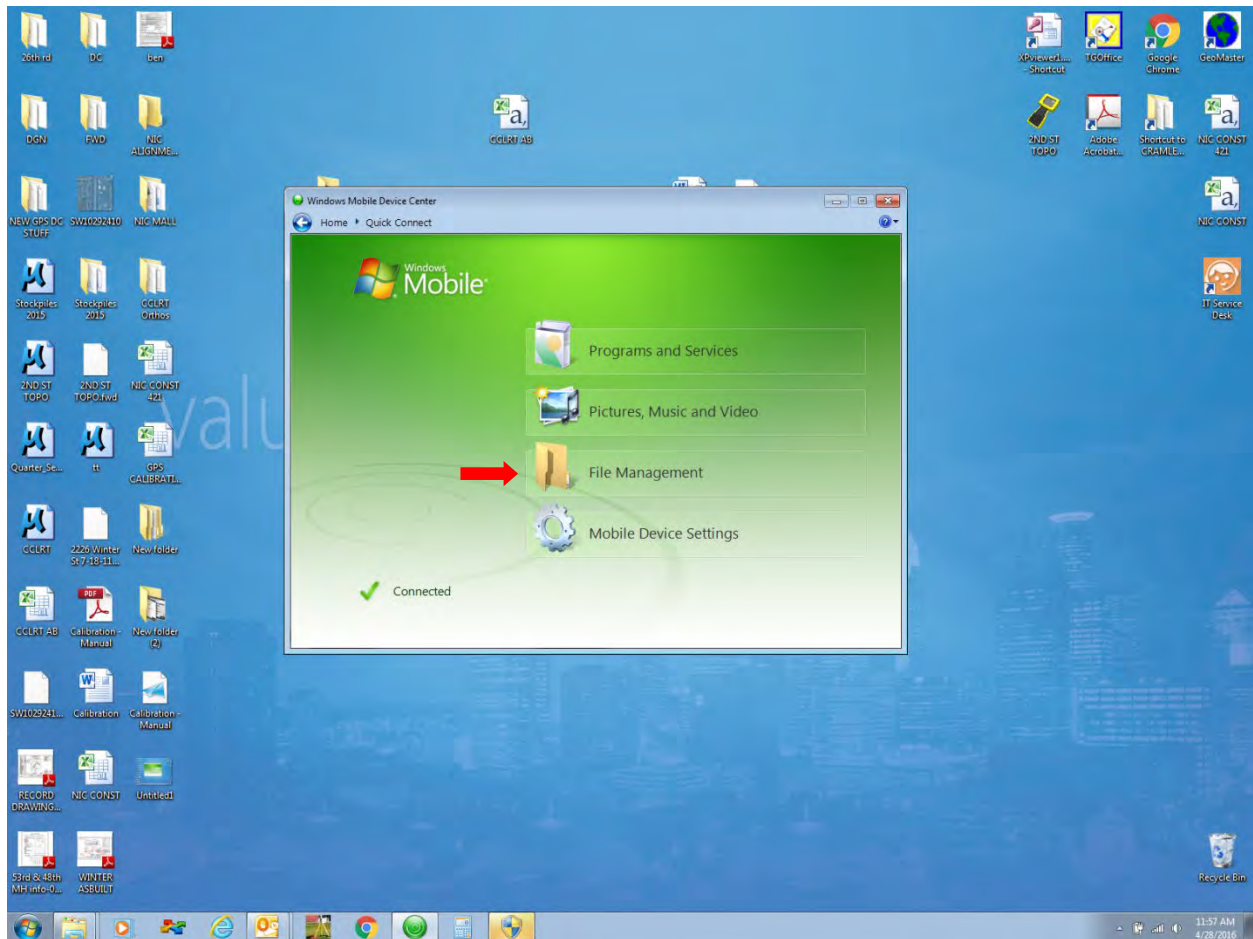 26th rd
DC
ben
DGN
FWD
NIC
ALIGNME...
NEW GPS DC
STUFF
SW10292410
NIC MALL
Stockpiles
2015
Stockpiles
2015
CCLRT
Orthos
2ND ST
TOPO
2ND ST
TOPO.fwd
NIC CONST
421
Quarter_Se...
tt
GPS
CALIBRATI...
CCLRT
2226 Winter
St 7-18-11...
New folder
CCLRT AB
PDF
Calibration -
Manual
New folder
(2)
SW1029241...
Calibration
Calibration -
Manual
RECORD
DRAWING...
NIC CONST
Untitled1
53rd & 48th
MH info-0...
WINTER
ASBUILT
CCLRT AB
valu
Windows Mobile Device Center
Home
Quick Connect
Windows
Mobile
Programs and Services
Pictures, Music and Video
File Management
Mobile Device Settings
Connected
XPviewer1....
- Shortcut
TGOffice
Google
Chrome
GeoMaster
2ND ST
TOPO
Adobe
Acrobat...
Shortcut to
CRAMLE...
NIC CONST
421
NIC CONST
IT Service
Desk
Recycle Bin
11:57 AM
4/28/2016